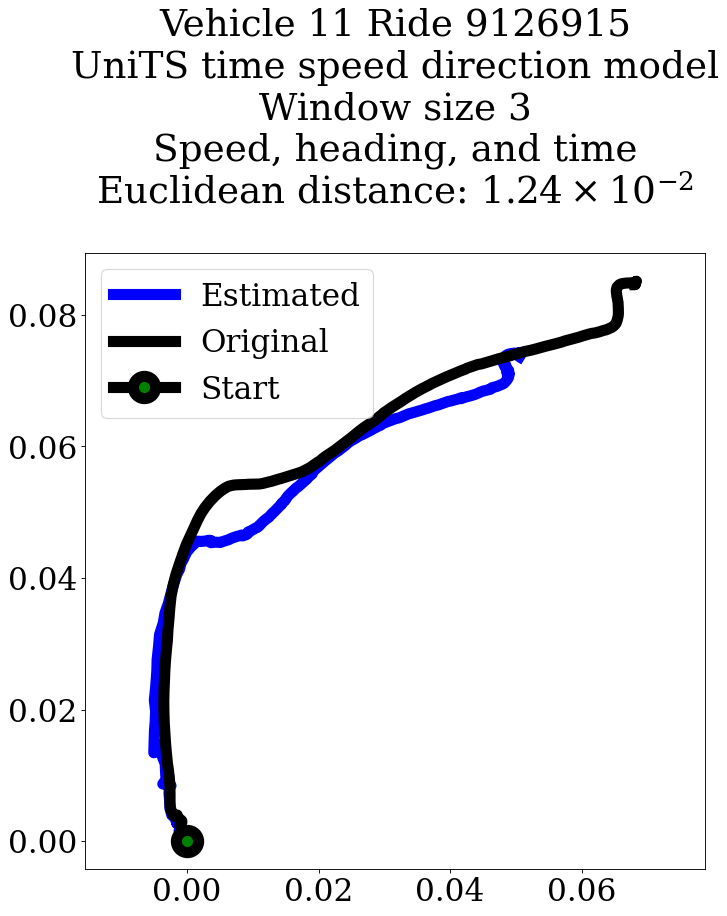 Vehicle 11 Ride 9126915
UniTS time speed direction model
Window size 3
Speed, heading, and time
Euclidean distance: 1.24 × 10⁻²
Estimated
Original
Start
0.08
0.06
0.04
0.02
0.00
0.00 0.02 0.04 0.06